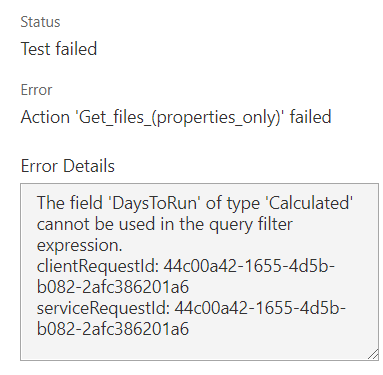 Status
Test failed
Error
Action 'Get_files_(properties_only)' failed
Error Details
The field 'DaysToRun' of type 'Calculated'
cannot be used in the query filter
expression.
clientRequestId: 44c00a42-1655-4d5b-
b082-2afc386201a6
serviceRequestId: 44c00a42-1655-4d5b-
b082-2afc386201a6